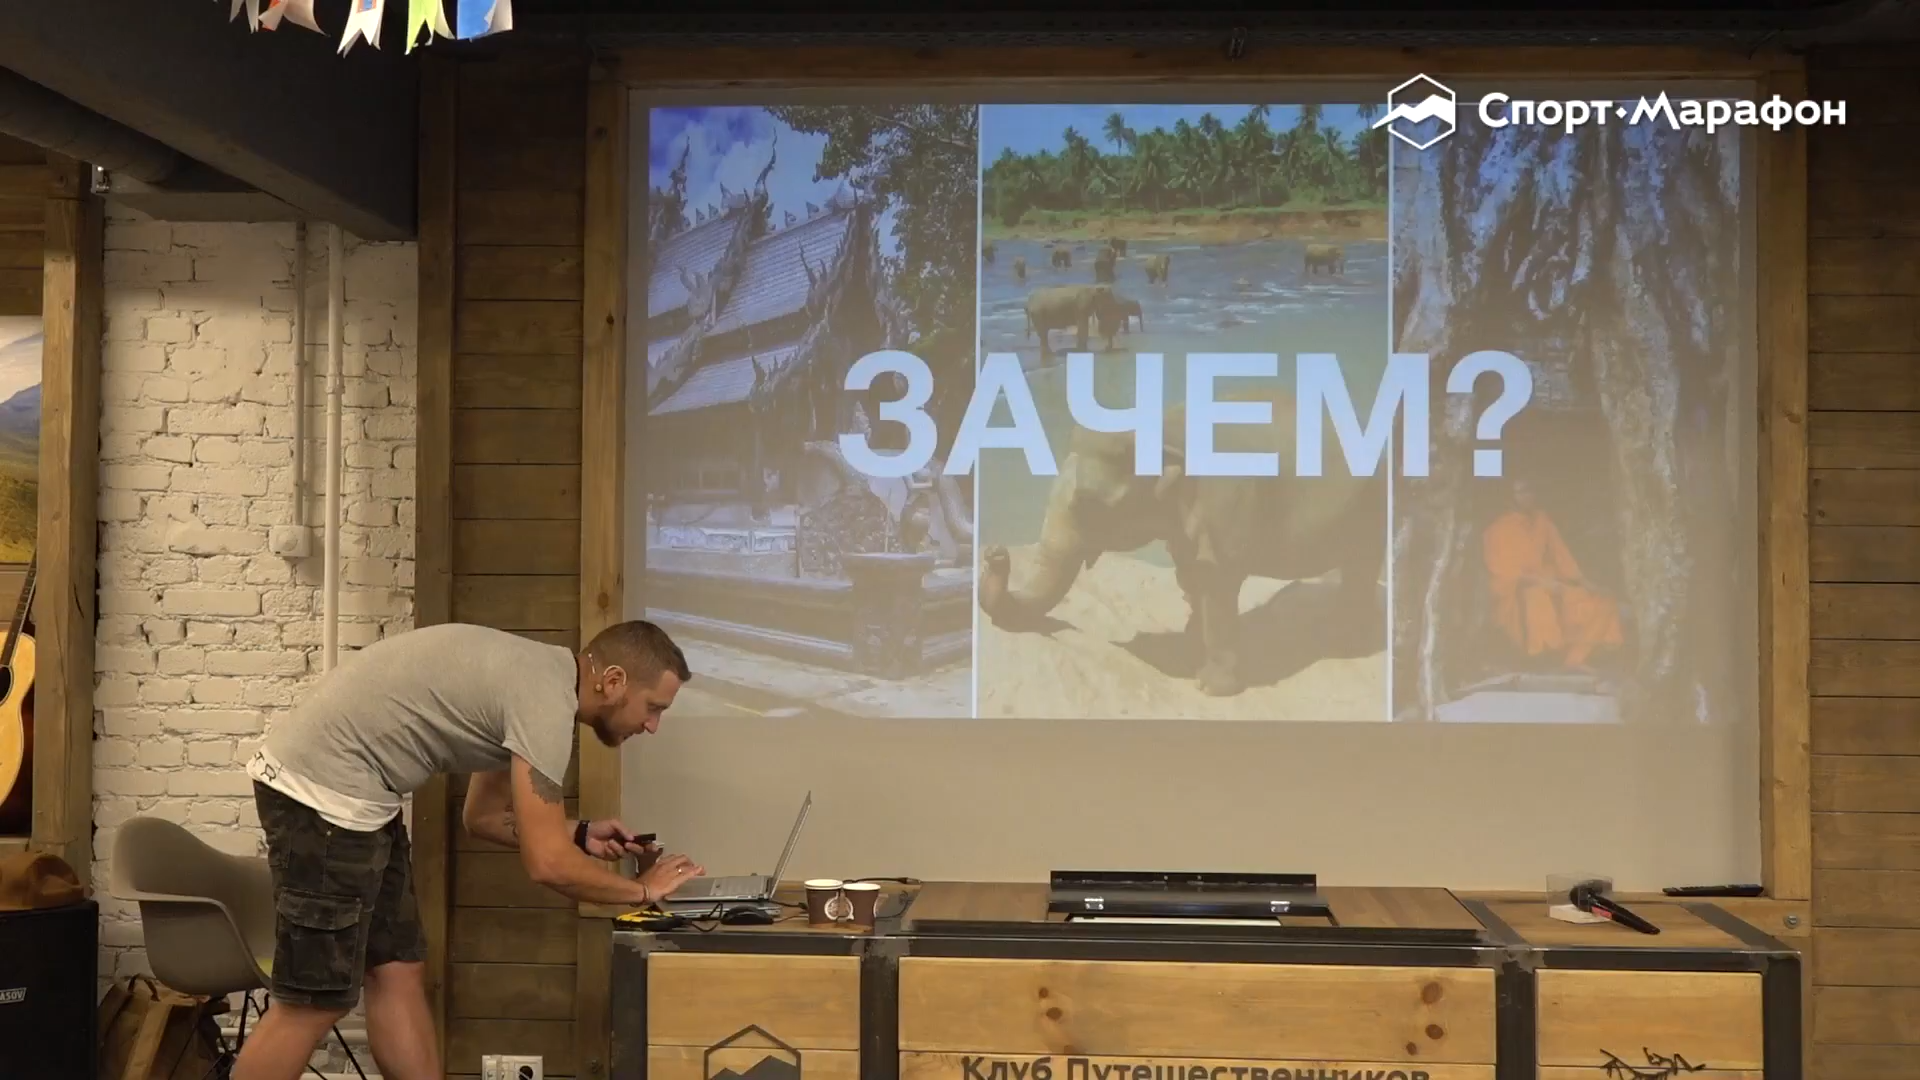 Спорт•Марафон
ЗАЧЕМ?
Клуб Путешественников